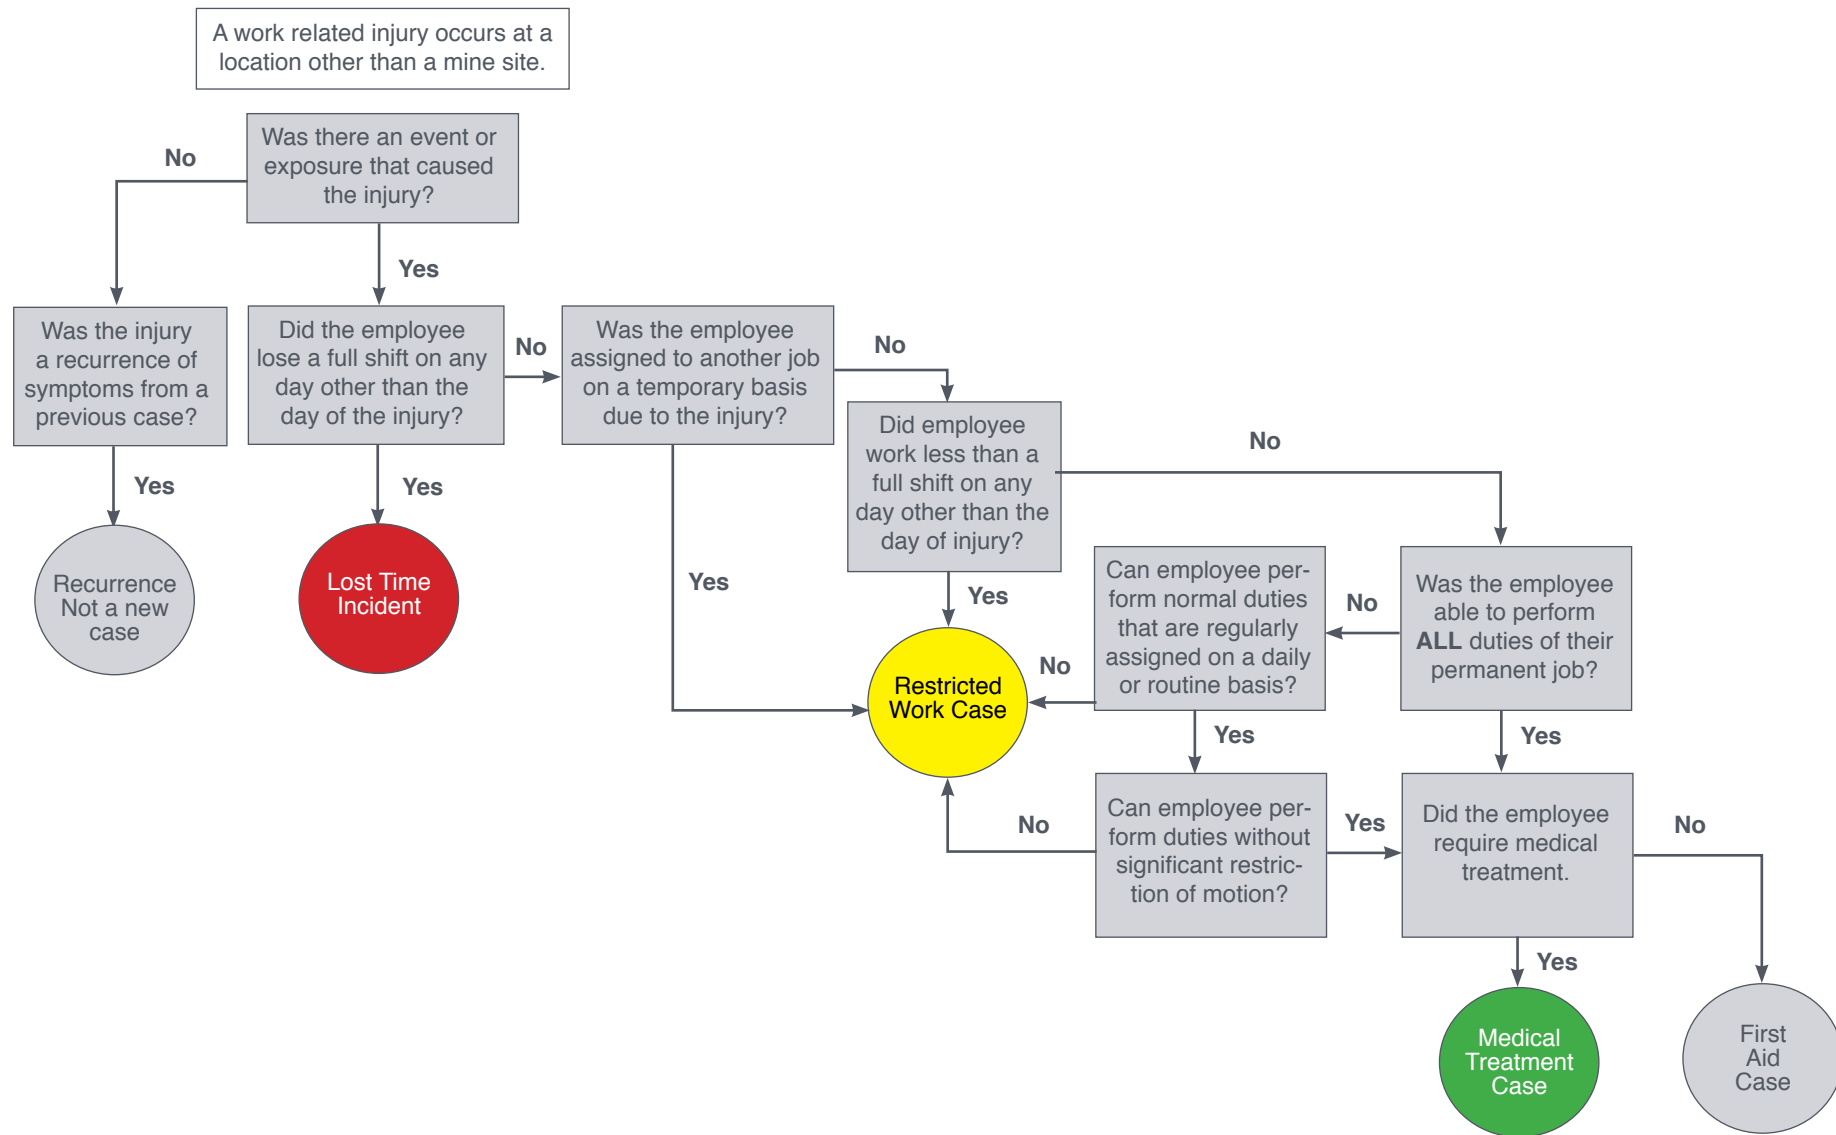 A work related injury occurs at a
location other than a mine site.
Was there an event or
exposure that caused
the injury?
No
Yes
Was the injury
a recurrence of
symptoms from a
previous case?
Yes
Recurrence
Not a new
case
Did the employee
lose a full shift on any
day other than the
day of the injury?
No
Yes
Lost Time
Incident
Was the employee
assigned to another job
on a temporary basis
due to the injury?
No
Yes
Did employee
work less than a
full shift on any
day other than the
day of injury?
No
Yes
Restricted
Work Case
Was the employee
able to perform
ALL duties of their
permanent job?
No
Yes
Can employee per-
form normal duties
that are regularly
assigned on a daily
or routine basis?
No
Yes
Can employee per-
form duties without
significant restric-
tion of motion?
No
Yes
Did the employee
require medical
treatment.
No
Yes
Medical
Treatment
Case
First
Aid
Case